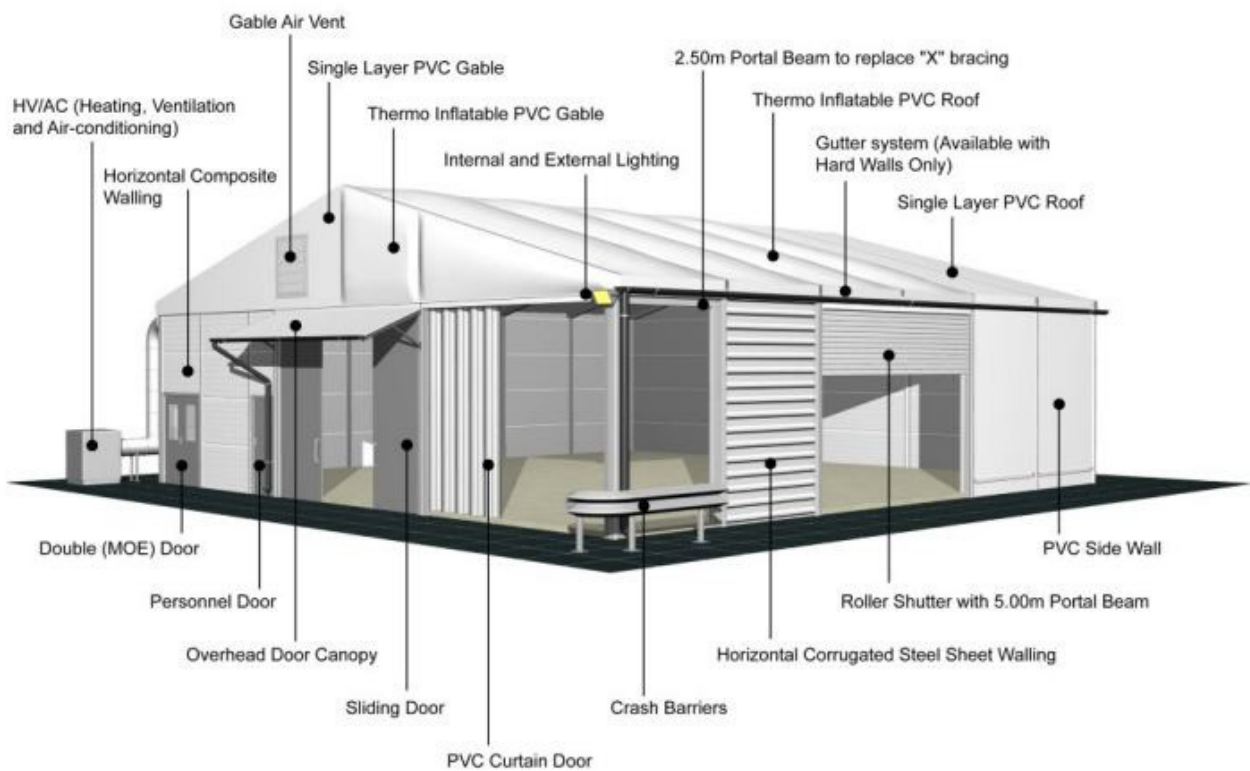 Gable Air Vent
Single Layer PVC Gable
2.50m Portal Beam to replace "X" bracing
HV/AC (Heating, Ventilation
and Air-conditioning)
Thermo Inflatable PVC Gable
Thermo Inflatable PVC Roof
Internal and External Lighting
Gutter system (Available with
Hard Walls Only)
Horizontal Composite
Walling
Single Layer PVC Roof
Double (MOE) Door
PVC Side Wall
Personnel Door
Roller Shutter with 5.00m Portal Beam
Overhead Door Canopy
Horizontal Corrugated Steel Sheet Walling
Sliding Door
Crash Barriers
PVC Curtain Door